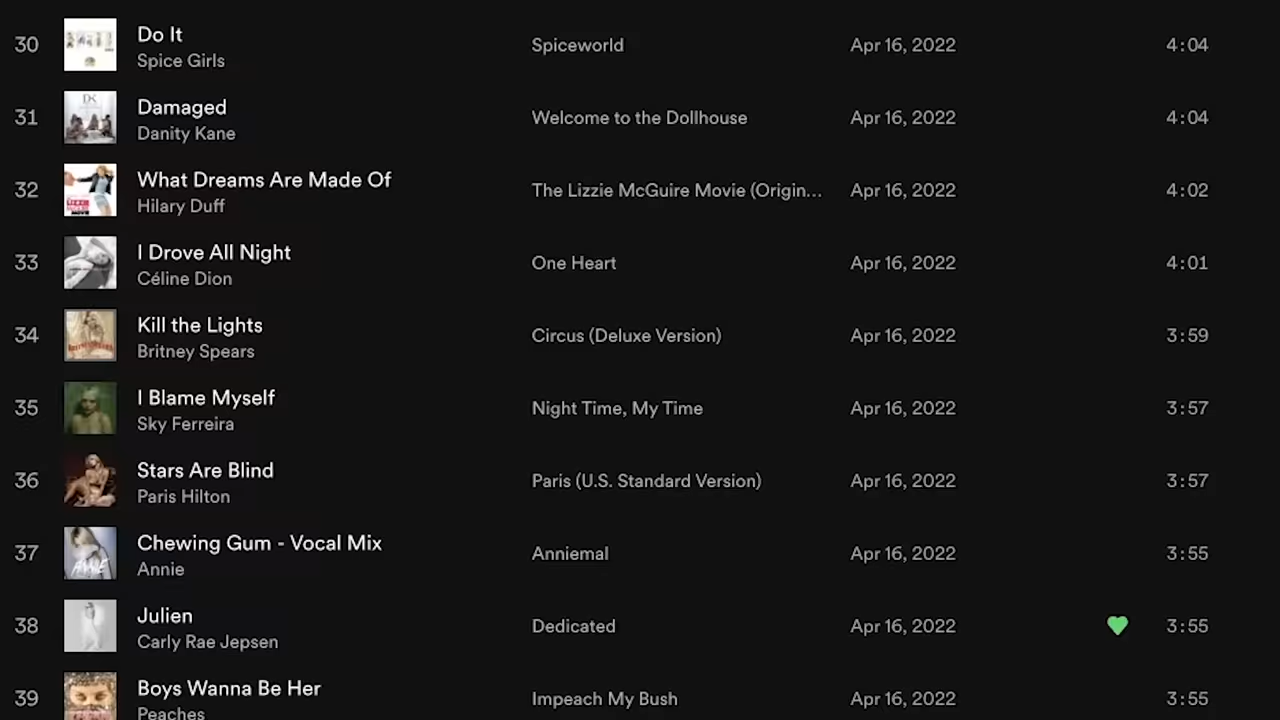 30 Do It Spiceworld Apr 16, 2022 4:04
Spice Girls
31 Damaged Welcome to the Dollhouse Apr 16, 2022 4:04
Danity Kane
32 What Dreams Are Made Of The Lizzie McGuire Movie (Origin... Apr 16, 2022 4:02
Hilary Duff
33 I Drove All Night One Heart Apr 16, 2022 4:01
Céline Dion
34 Kill the Lights Circus (Deluxe Version) Apr 16, 2022 3:59
Britney Spears
35 I Blame Myself Night Time, My Time Apr 16, 2022 3:57
Sky Ferreira
36 Stars Are Blind Paris (U.S. Standard Version) Apr 16, 2022 3:57
Paris Hilton
37 Chewing Gum - Vocal Mix Anniemal Apr 16, 2022 3:55
Annie
38 Julien Dedicated Apr 16, 2022 3:55
Carly Rae Jepsen
39 Boys Wanna Be Her Impeach My Bush Apr 16, 2022 3:55
Peaches